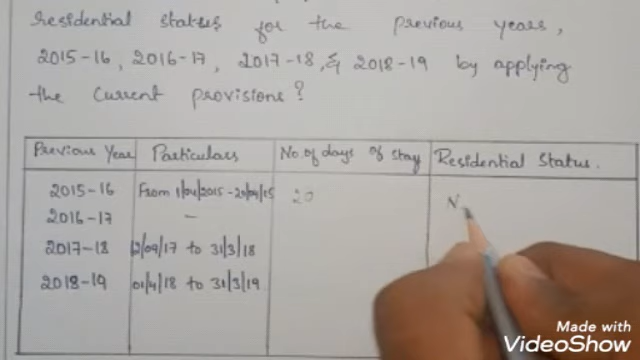 residential status for the previous years,
2015-16, 2016-17, 2017-18, & 2018-19 by applying
the current provisions?
Previous Year Particulars No. of days of stay Residential Status.
2015-16 From 1/04/2015-20/04/15 20 N
2016-17 -
2017-18 12/09/17 to 31/3/18
2018-19 01/4/18 to 31/3/19
Made with
VideoShow